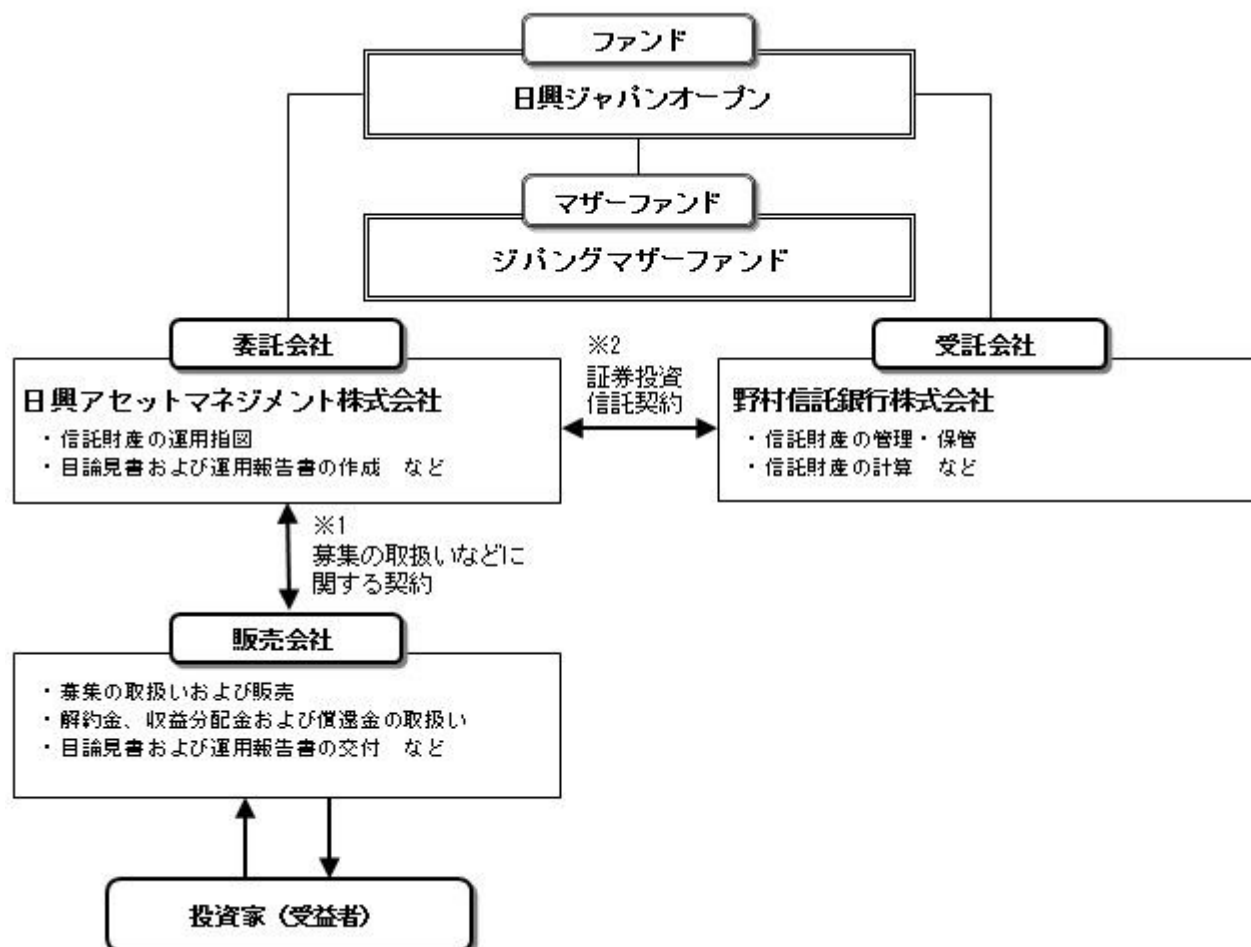 ファンド
日興ジャパンオープン
マザーファンド
ジパングマザーファンド
委託会社
日興アセットマネジメント株式会社
・信託財産の運用指図
・目論見書および運用報告書の作成　など
※2
証券投資
信託契約
受託会社
野村信託銀行株式会社
・信託財産の管理・保管
・信託財産の計算　など
※1
募集の取扱いなどに
関する契約
販売会社
・募集の取扱いおよび販売
・解約金、収益分配金および償還金の取扱い
・目論見書および運用報告書の交付　など
投資家（受益者）